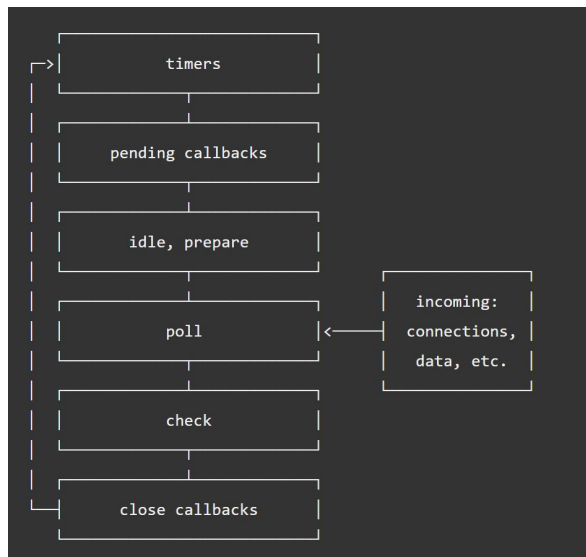 timers
pending callbacks
idle, prepare
poll
incoming:
connections,
data, etc.
check
close callbacks